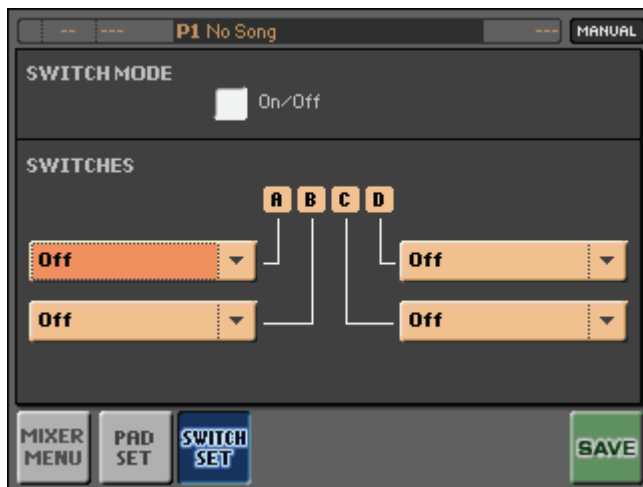 -- --- P1 No Song --- MANUAL
SWITCH MODE
On/Off
SWITCHES
A B C D
Off Off
Off Off
MIXER MENU PAD SET SWITCH SET SAVE